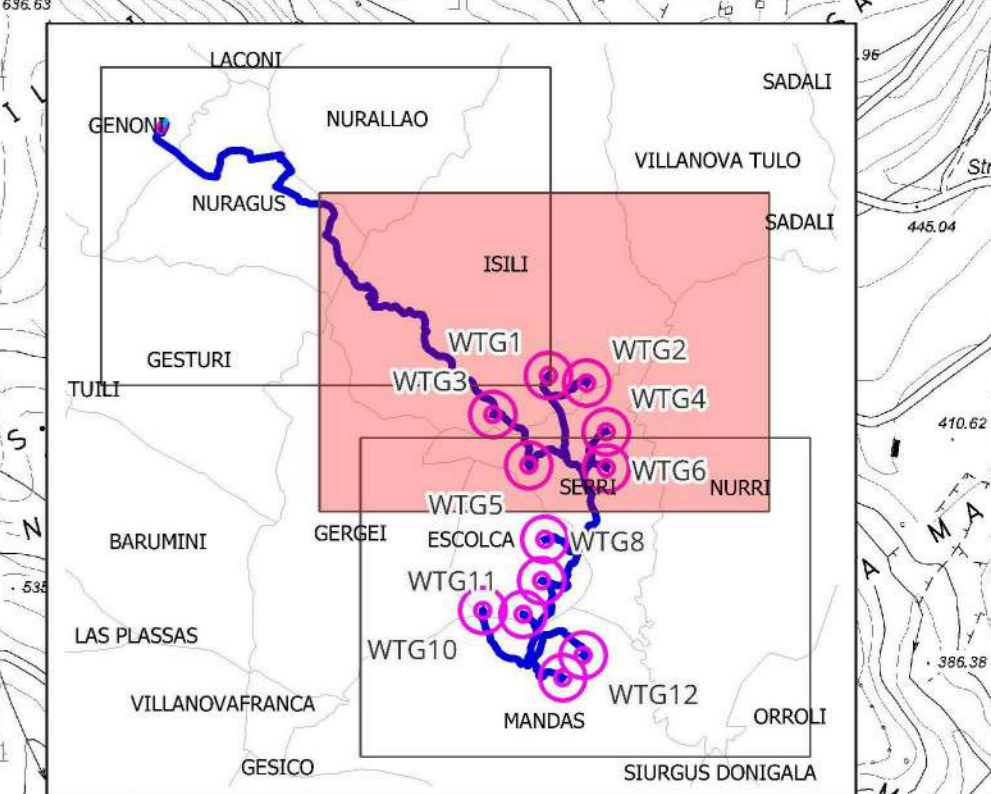 636.63
LACONI
.96
SADALI
GENONI
NURALLAO
VILLANOVA TULO
Str
NURAGUS
SADALI
445.04
ISILI
WTG1
WTG2
GESTURI
WTG3
TUILI
WTG4
410.62
S
WTG6
SERRI
NURRI
WTG5
N
GERGEI
ESCOLCA
WTG8
BARUMINI
M A
A
WTG11
535
LAS PLASSAS
WTG10
386.38
WTG12
VILLANOVAFRANCA
MANDAS
ORROLI
GESICO
SIURGUS DONIGALA